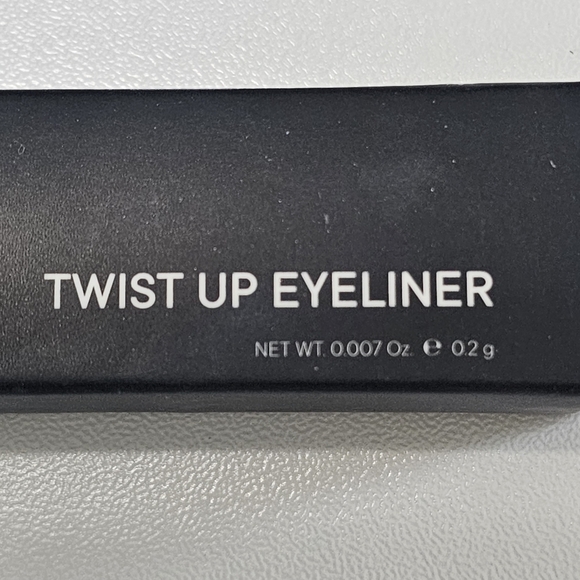 TWIST UP EYELINER
NET WT. 0.007 Oz. ℮ 0.2 g